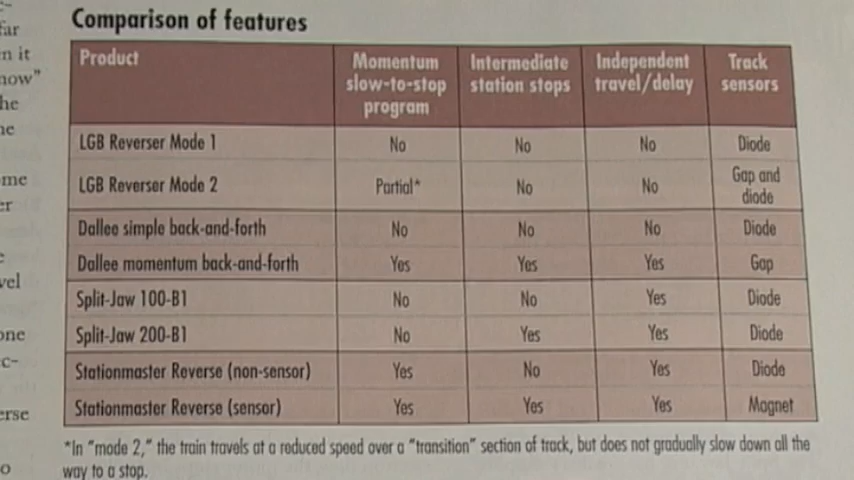 Comparison of features
Product Momentum slow-to-stop program Intermediate station stops Independent travel/delay Track sensors
LGB Reverser Mode 1 No No No Diode
LGB Reverser Mode 2 Partial* No No Gap and diode
Dallee simple back-and-forth No No No Diode
Dallee momentum back-and-forth Yes Yes Yes Gap
Split-Jaw 100-B1 No No Yes Diode
Split-Jaw 200-B1 No Yes Yes Diode
Stationmaster Reverse (non-sensor) Yes No Yes Diode
Stationmaster Reverse (sensor) Yes Yes Yes Magnet
*In "mode 2," the train travels at a reduced speed over a "transition" section of track, but does not gradually slow down all the
way to a stop.